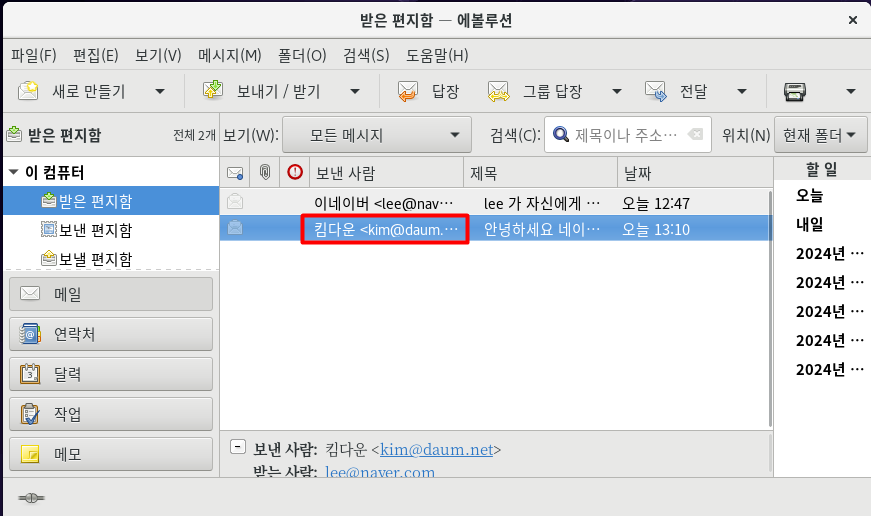 받은 편지함 — 에볼루션
파일(F) 편집(E) 보기(V) 메시지(M) 폴더(O) 검색(S) 도움말(H)
새로 만들기 보내기 / 받기 답장 그룹 답장 전달
받은 편지함 전체 2개 보기(W): 모든 메시지 검색(C): 제목이나 주소… 위치(N) 현재 폴더
이 컴퓨터
받은 편지함
보낸 편지함
보낼 편지함
메일
연락처
달력
작업
메모
보낸 사람 제목 날짜
이네이버 <lee@nav… lee 가 자신에게 … 오늘 12:47
킴다운 <kim@daum.… 안녕하세요 네이… 오늘 13:10
보낸 사람: 킴다운 <kim@daum.net>
받는 사람: lee@naver.com
할 일
오늘
내일
2024년 …
2024년 …
2024년 …
2024년 …
2024년 …